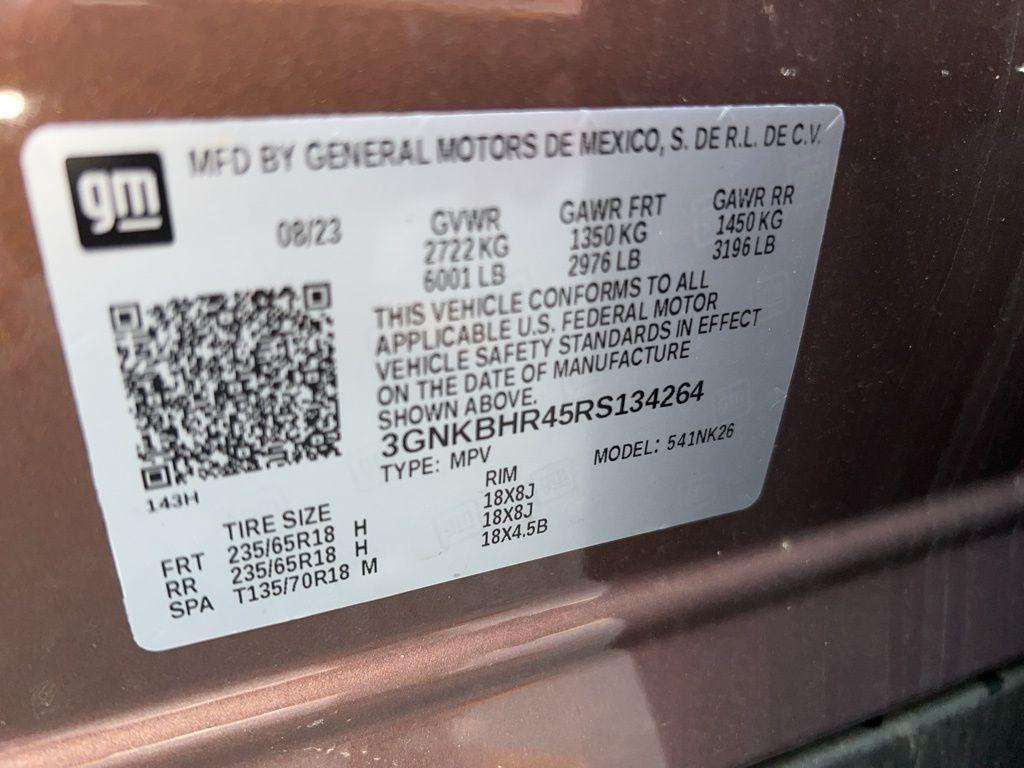 gm
MFD BY GENERAL MOTORS DE MEXICO, S. DE R.L. DE C.V.
08/23
GVWR
2722 KG
6001 LB
GAWR FRT
1350 KG
2976 LB
GAWR RR
1450 KG
3196 LB
THIS VEHICLE CONFORMS TO ALL
APPLICABLE U.S. FEDERAL MOTOR
VEHICLE SAFETY STANDARDS IN EFFECT
ON THE DATE OF MANUFACTURE
SHOWN ABOVE.
3GNKBHR45RS134264
TYPE: MPV MODEL: 541NK26
143H
TIRE SIZE RIM
FRT 235/65R18 H 18X8J
RR 235/65R18 H 18X8J
SPA T135/70R18 M 18X4.5B